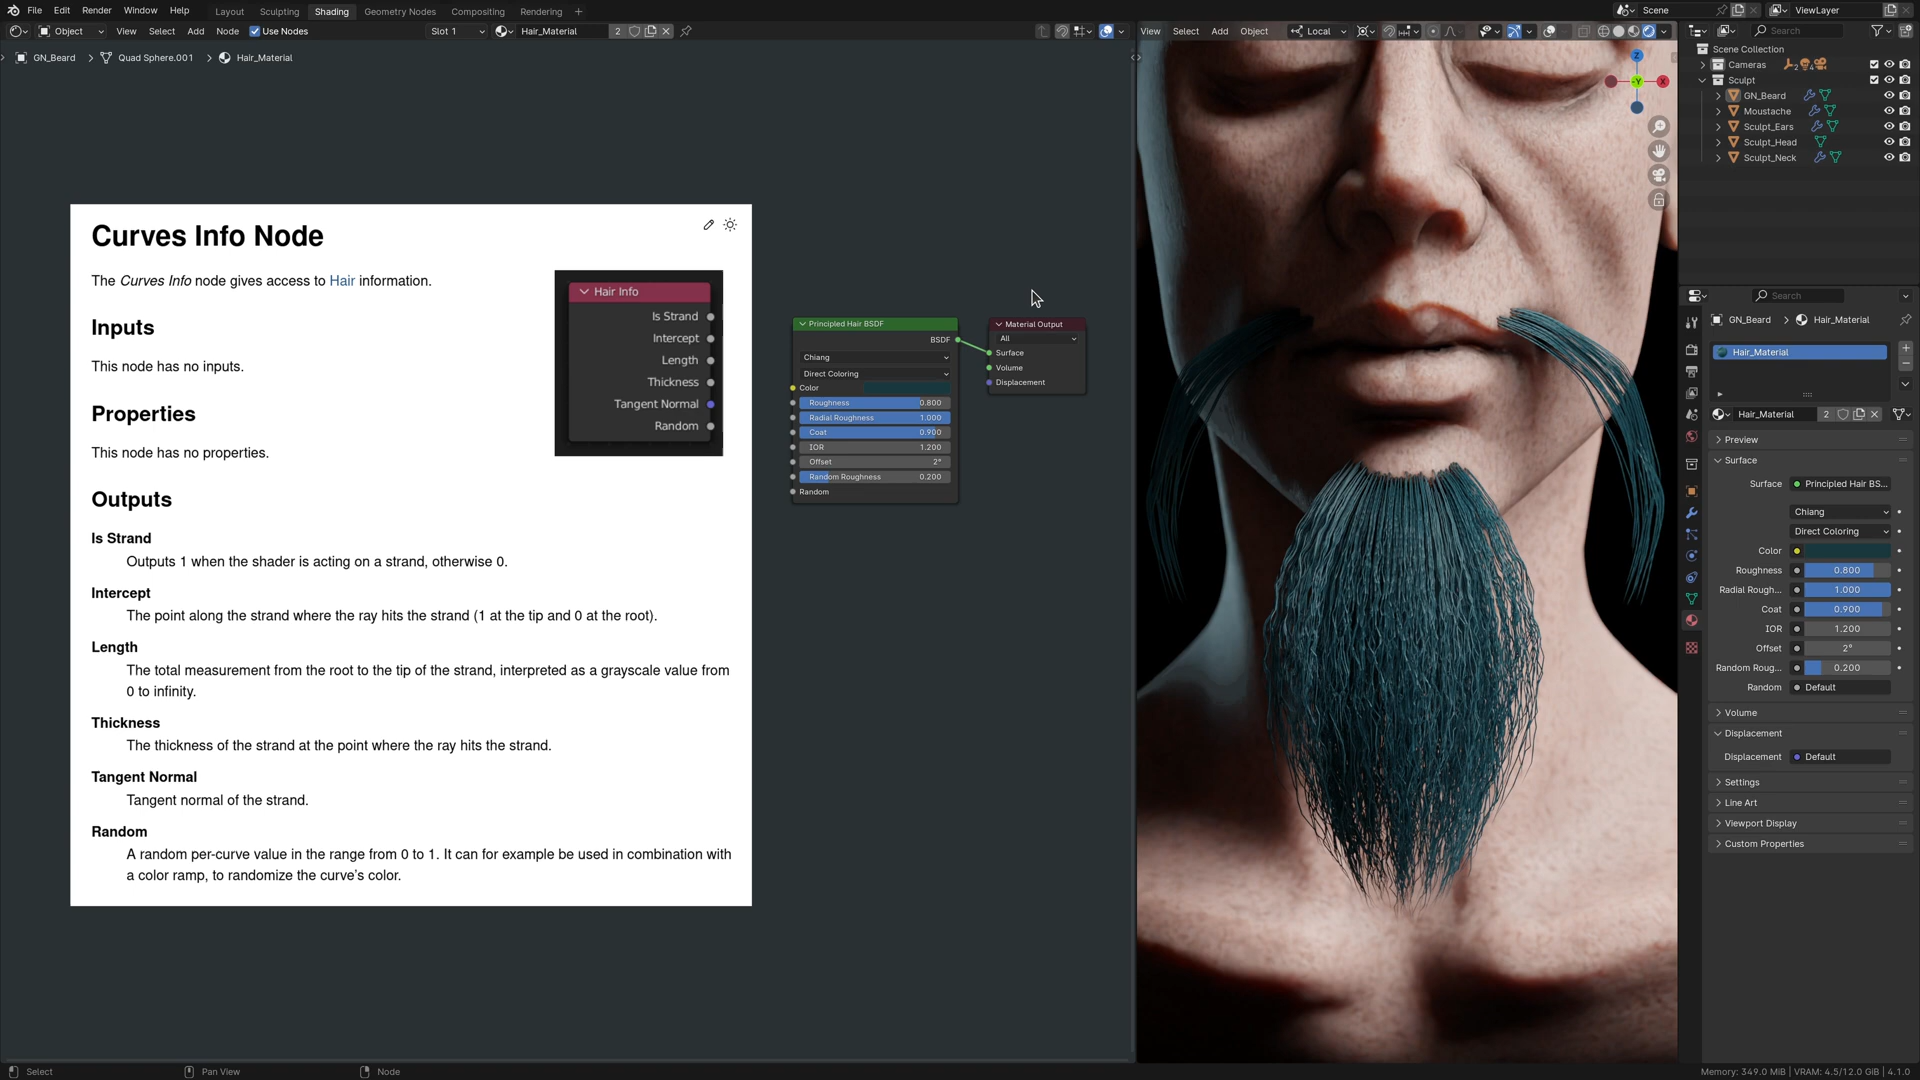 File Edit Render Window Help Layout Sculpting Shading Geometry Nodes Compositing Rendering + Scene ViewLayer
Object View Select Add Node Use Nodes Slot 1 Hair_Material 2
GN_Beard > Quad Sphere.001 > Hair_Material
Curves Info Node
The Curves Info node gives access to Hair information.
Inputs
This node has no inputs.
Properties
This node has no properties.
Outputs
Is Strand
Outputs 1 when the shader is acting on a strand, otherwise 0.
Intercept
The point along the strand where the ray hits the strand (1 at the tip and 0 at the root).
Length
The total measurement from the root to the tip of the strand, interpreted as a grayscale value from
0 to infinity.
Thickness
The thickness of the strand at the point where the ray hits the strand.
Tangent Normal
Tangent normal of the strand.
Random
A random per-curve value in the range from 0 to 1. It can for example be used in combination with
a color ramp, to randomize the curve's color.
Hair Info
Is Strand
Intercept
Length
Thickness
Tangent Normal
Random
Principled Hair BSDF
BSDF
Chiang
Direct Coloring
Color
Roughness 0.800
Radial Roughness 1.000
Coat 0.900
IOR 1.200
Offset 2°
Random Roughness 0.200
Random
Material Output
All
Surface
Volume
Displacement
View Select Add Object Local
Z
-Y
X
Search
Scene Collection
Cameras 2 4
Sculpt
GN_Beard
Moustache
Sculpt_Ears
Sculpt_Head
Sculpt_Neck
Search
GN_Beard > Hair_Material
Hair_Material
Hair_Material 2
Preview
Surface
Surface Principled Hair BS...
Chiang
Direct Coloring
Color
Roughness 0.800
Radial Rough... 1.000
Coat 0.900
IOR 1.200
Offset 2°
Random Roug... 0.200
Random Default
Volume
Displacement
Displacement Default
Settings
Line Art
Viewport Display
Custom Properties
Select Pan View Node Memory: 349.0 MiB | VRAM: 4.5/12.0 GiB | 4.1.0